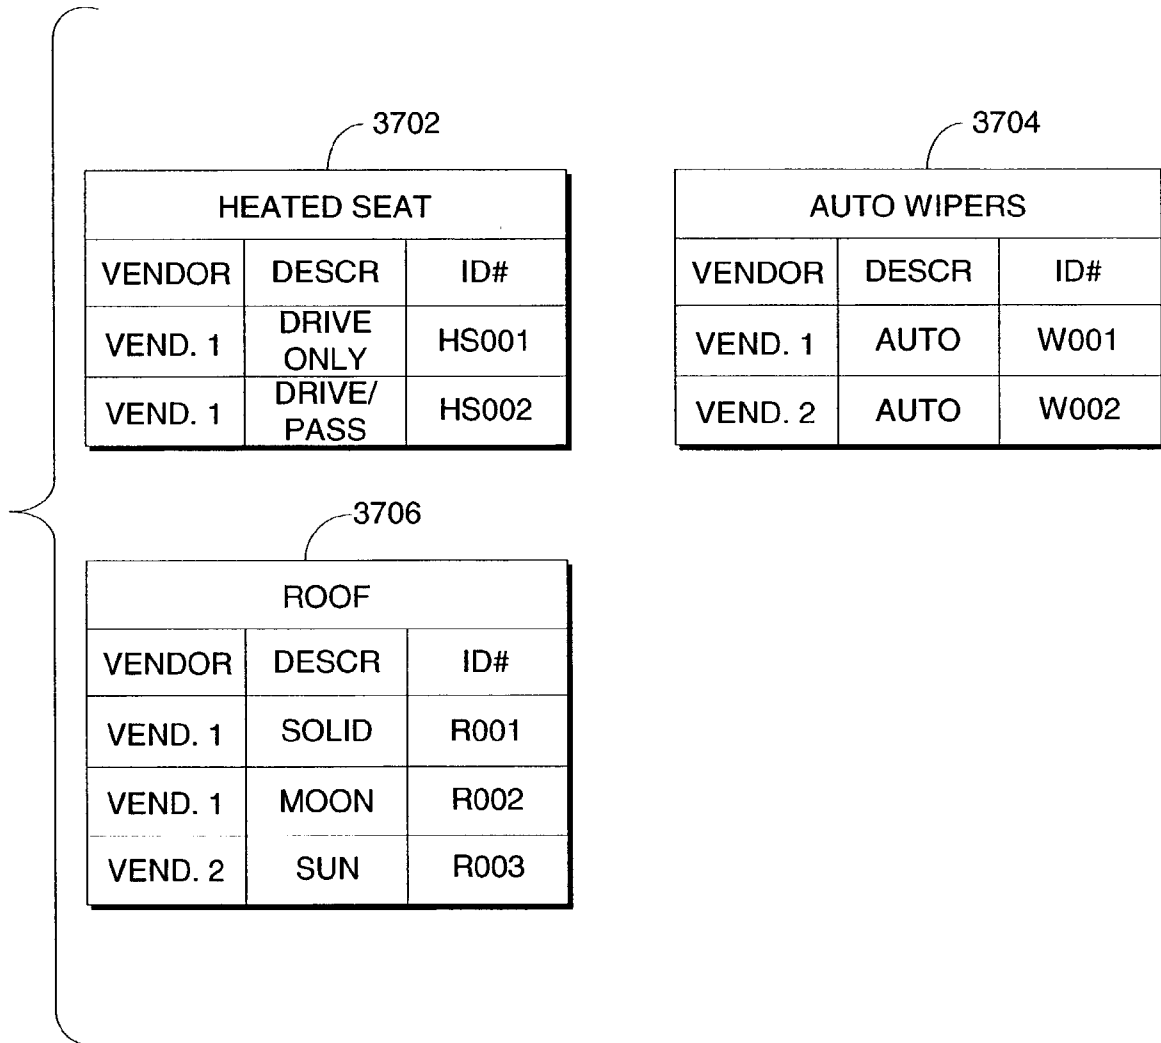 3702
HEATED SEAT
VENDOR DESCR ID#
VEND. 1 DRIVE ONLY HS001
VEND. 1 DRIVE/ PASS HS002
3704
AUTO WIPERS
VENDOR DESCR ID#
VEND. 1 AUTO W001
VEND. 2 AUTO W002
3706
ROOF
VENDOR DESCR ID#
VEND. 1 SOLID R001
VEND. 1 MOON R002
VEND. 2 SUN R003